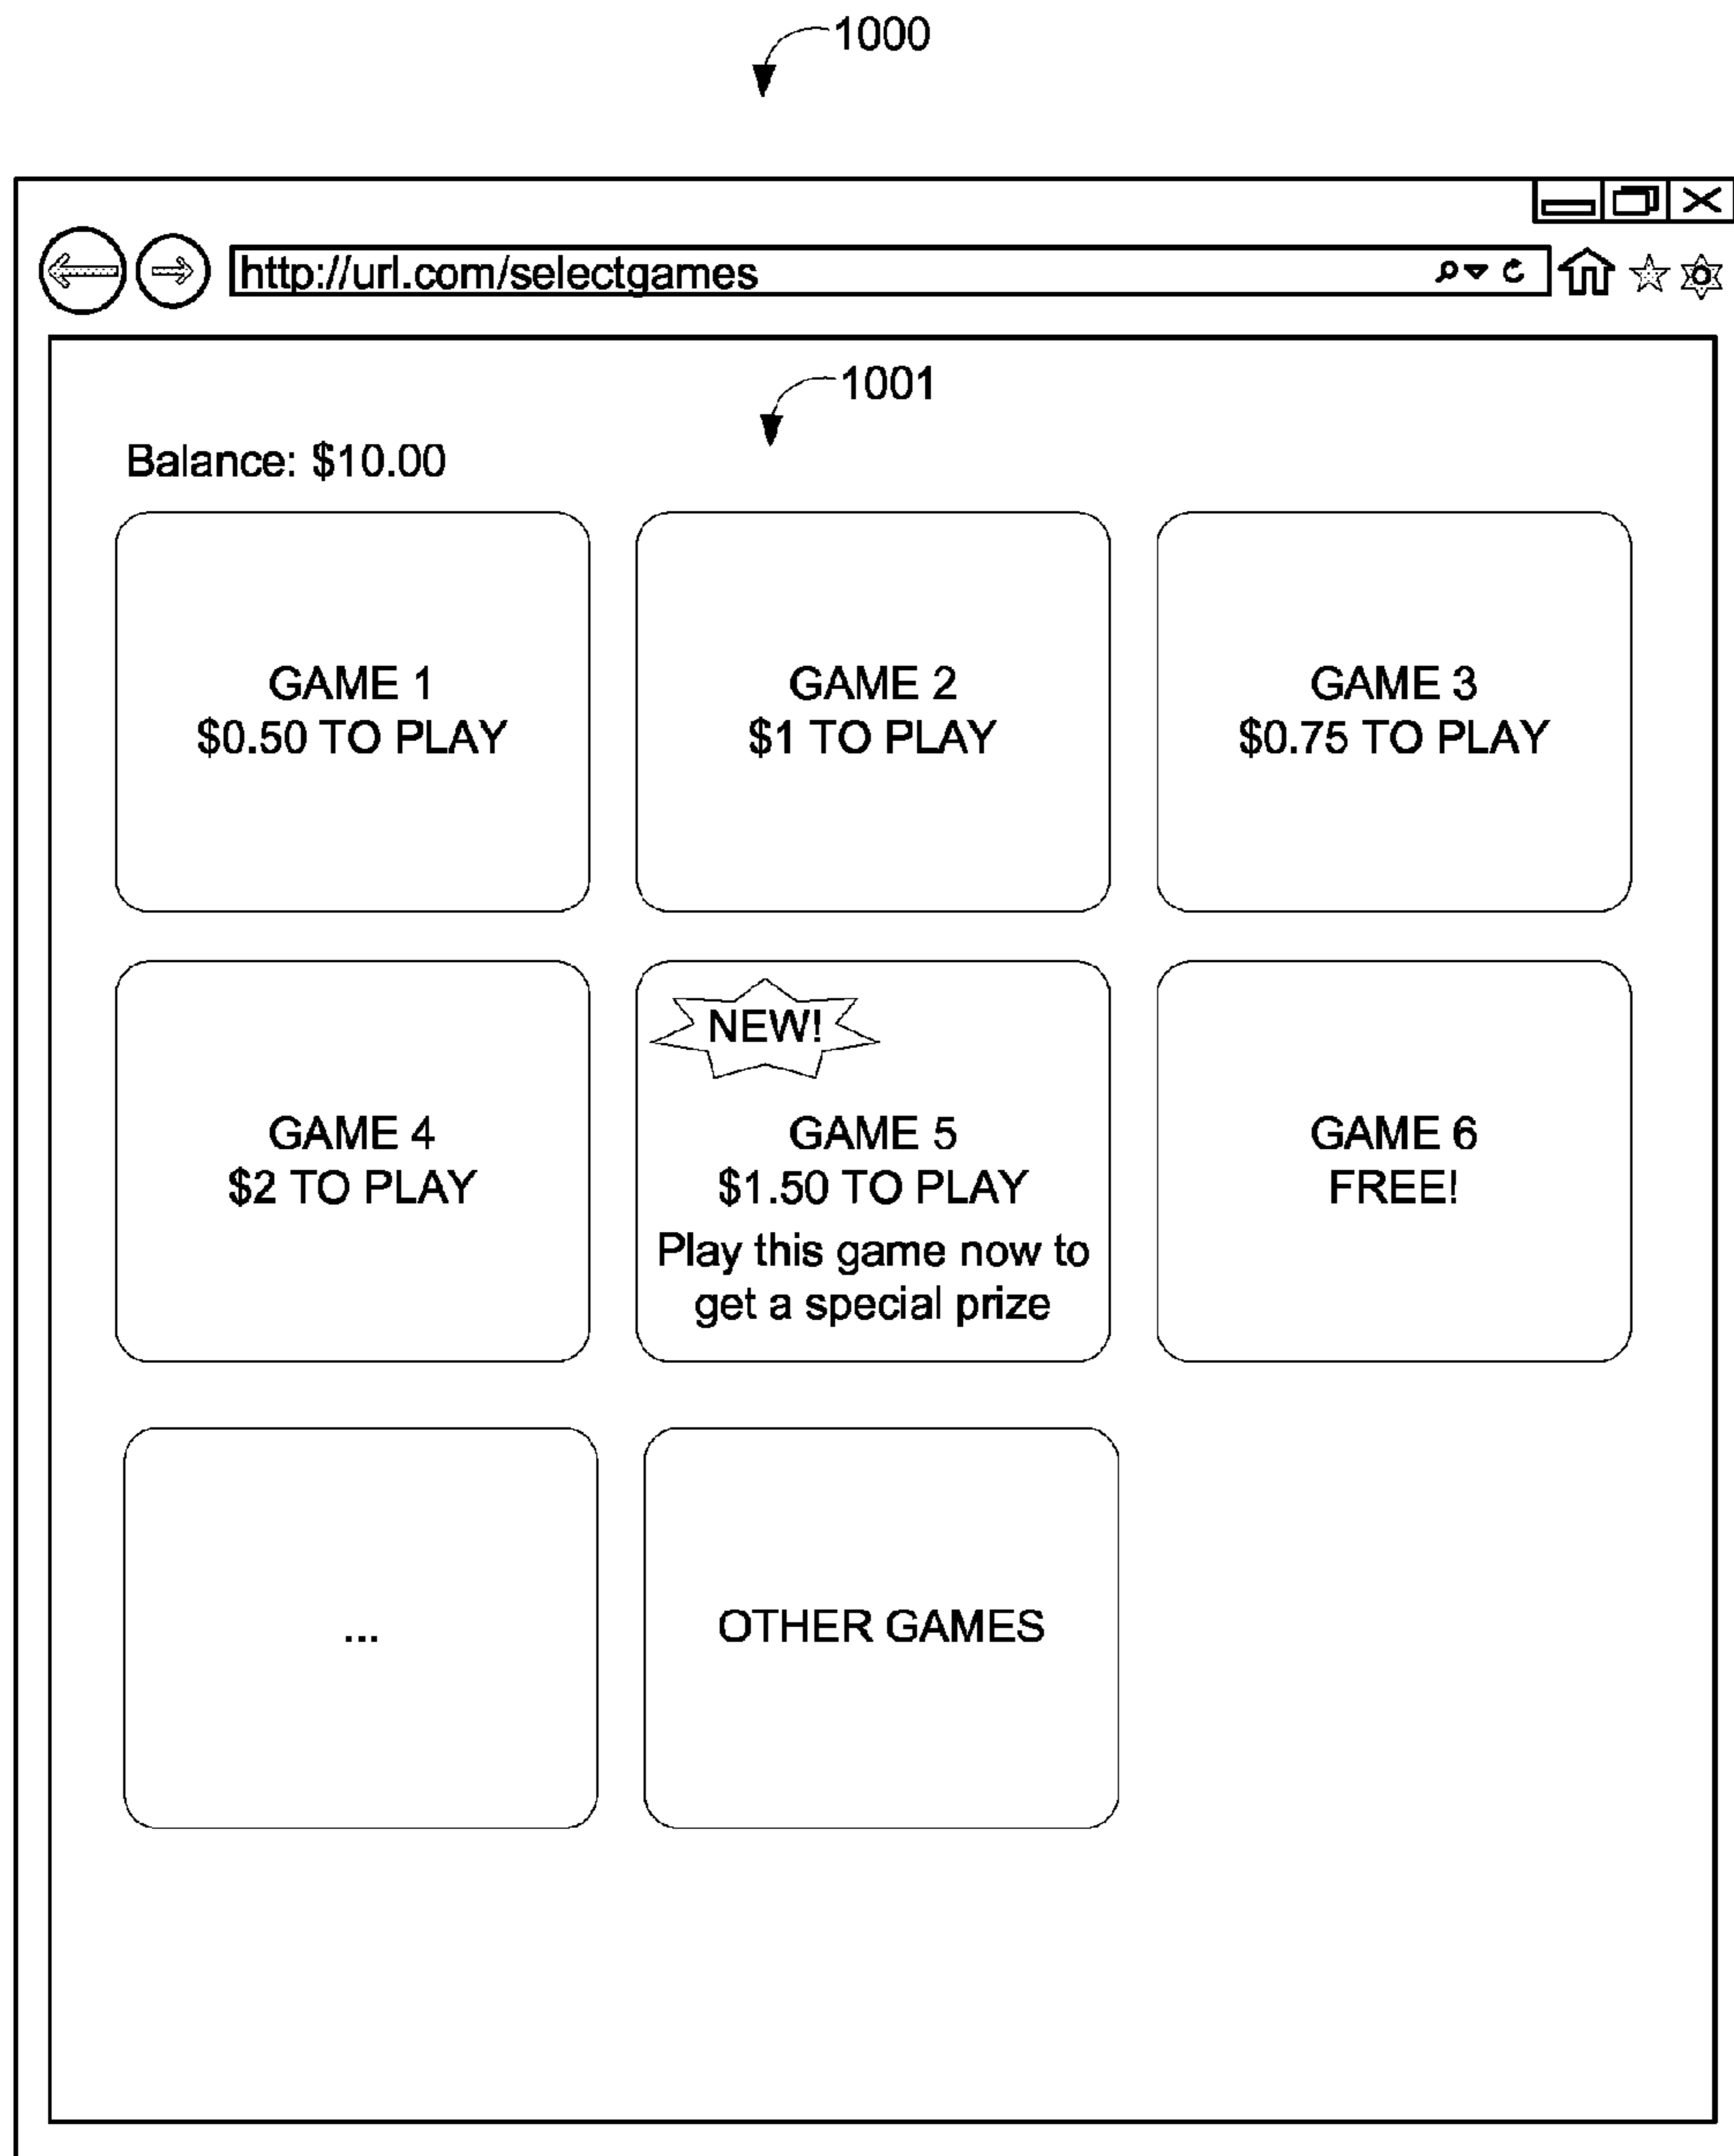 1000
http://url.com/selectgames
1001
Balance: $10.00
GAME 1
$0.50 TO PLAY
GAME 2
$1 TO PLAY
GAME 3
$0.75 TO PLAY
GAME 4
$2 TO PLAY
NEW!
GAME 5
$1.50 TO PLAY
Play this game now to
get a special prize
GAME 6
FREE!
...
OTHER GAMES